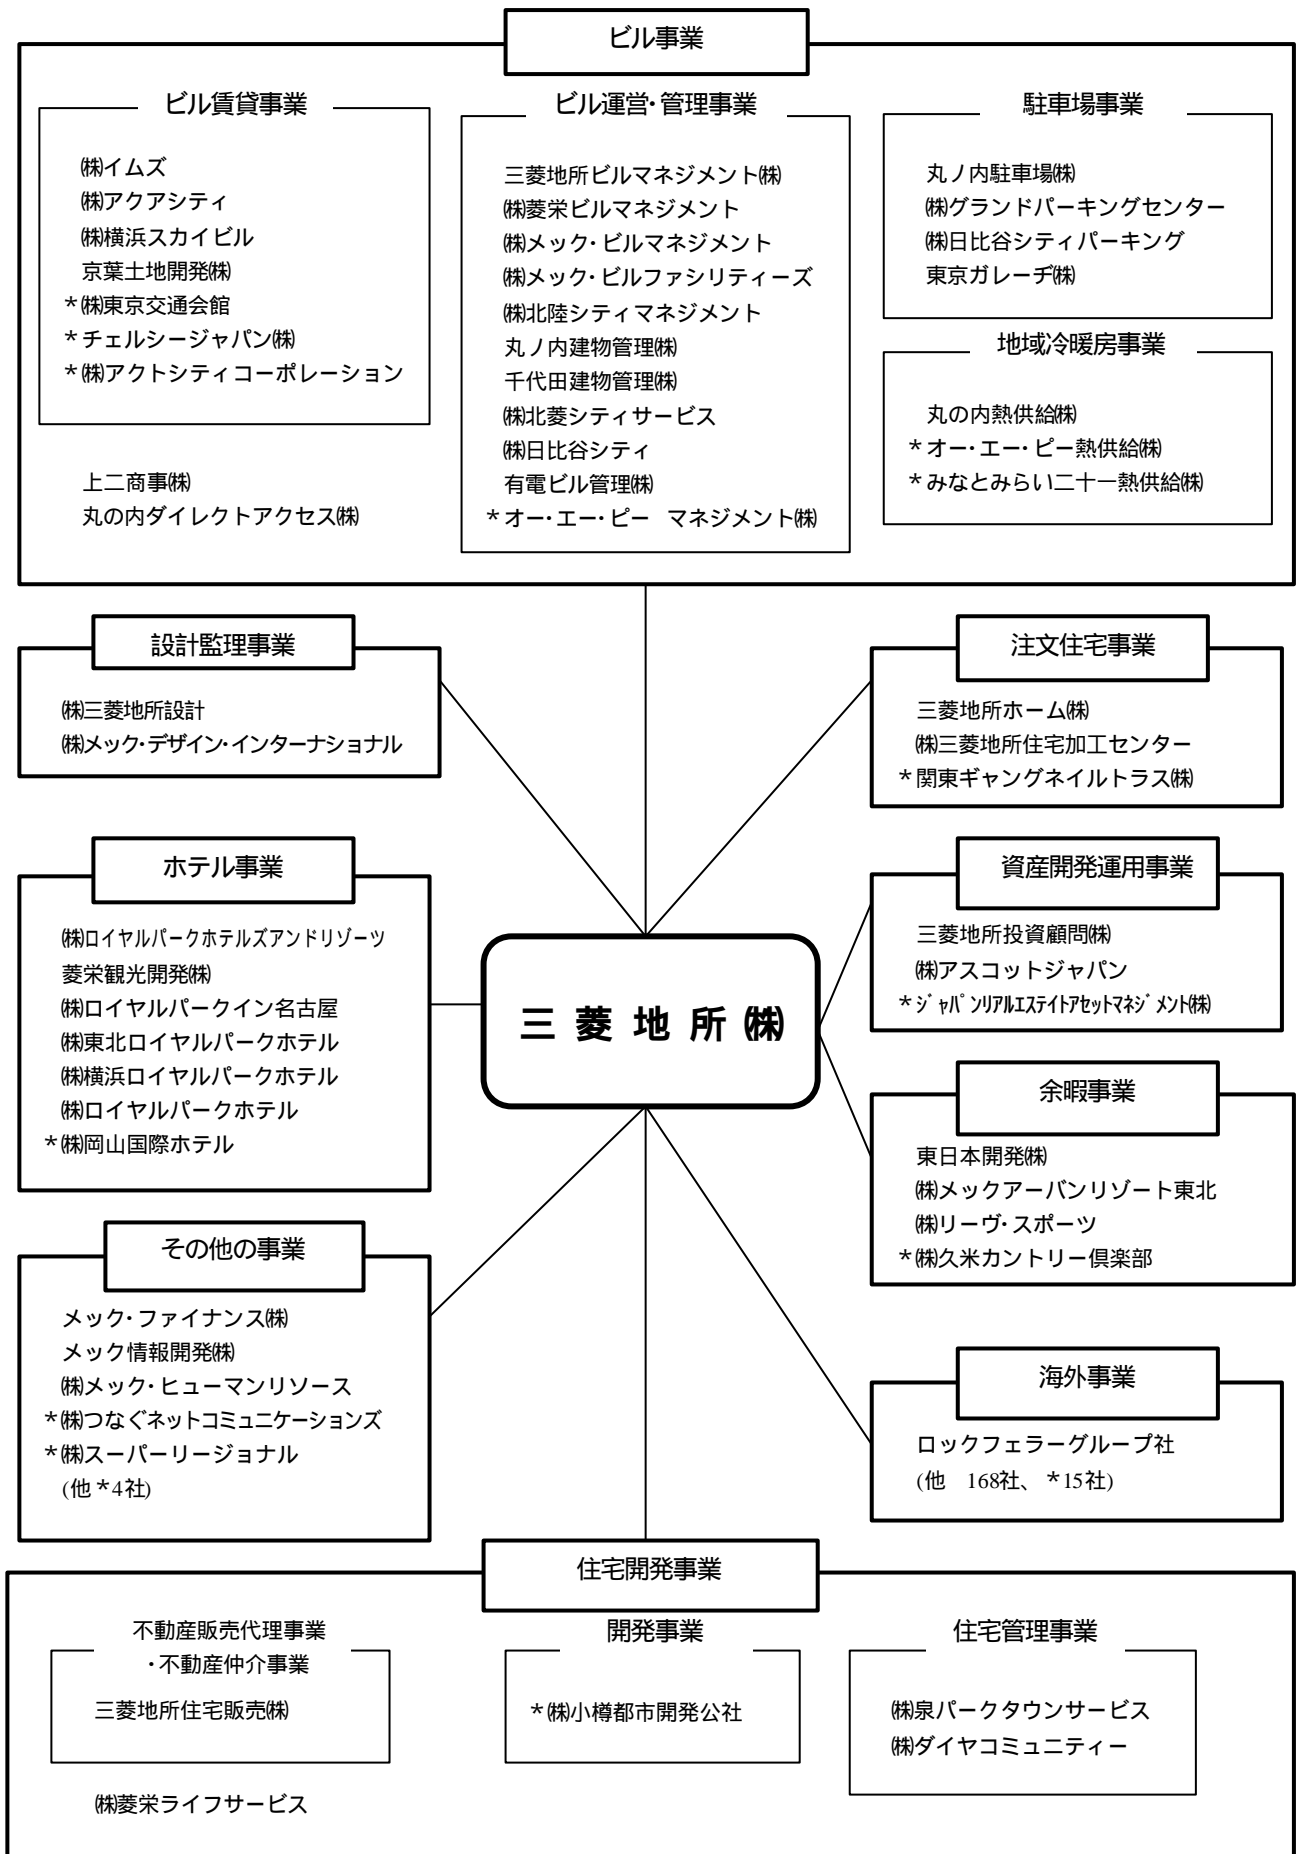 ビル事業
ビル賃貸事業
㈱イムズ
㈱アクアシティ
㈱横浜スカイビル
京葉土地開発㈱
*㈱東京交通会館
*チェルシージャパン㈱
*㈱アクトシティコーポレーション
上二商事㈱
丸の内ダイレクトアクセス㈱
ビル運営・管理事業
三菱地所ビルマネジメント㈱
㈱菱栄ビルマネジメント
㈱メック・ビルマネジメント
㈱メック・ビルファシリティーズ
㈱北陸シティマネジメント
丸ノ内建物管理㈱
千代田建物管理㈱
㈱北菱シティサービス
㈱日比谷シティ
有電ビル管理㈱
*オー・エー・ピー　マネジメント㈱
駐車場事業
丸ノ内駐車場㈱
㈱グランドパーキングセンター
㈱日比谷シティパーキング
東京ガレーヂ㈱
地域冷暖房事業
丸の内熱供給㈱
*オー・エー・ピー熱供給㈱
*みなとみらい二十一熱供給㈱
設計監理事業
㈱三菱地所設計
㈱メック・デザイン・インターナショナル
注文住宅事業
三菱地所ホーム㈱
㈱三菱地所住宅加工センター
*関東ギャングネイルトラス㈱
ホテル事業
㈱ロイヤルパークホテルズアンドリゾーツ
菱栄観光開発㈱
㈱ロイヤルパークイン名古屋
㈱東北ロイヤルパークホテル
㈱横浜ロイヤルパークホテル
㈱ロイヤルパークホテル
*㈱岡山国際ホテル
三菱地所㈱
資産開発運用事業
三菱地所投資顧問㈱
㈱アスコットジャパン
*ｼﾞｬﾊﾟﾝﾘｱﾙｴｽﾃｲﾄｱｾｯﾄﾏﾈｼﾞﾒﾝﾄ㈱
余暇事業
東日本開発㈱
㈱メックアーバンリゾート東北
㈱リーヴ・スポーツ
*㈱久米カントリー倶楽部
その他の事業
メック・ファイナンス㈱
メック情報開発㈱
㈱メック・ヒューマンリソース
*㈱つなぐネットコミュニケーションズ
*㈱スーパーリージョナル
(他*4社)
海外事業
ロックフェラーグループ社
(他　168社、*15社)
住宅開発事業
不動産販売代理事業
・不動産仲介事業
三菱地所住宅販売㈱
㈱菱栄ライフサービス
開発事業
*㈱小樽都市開発公社
住宅管理事業
㈱泉パークタウンサービス
㈱ダイヤコミュニティー